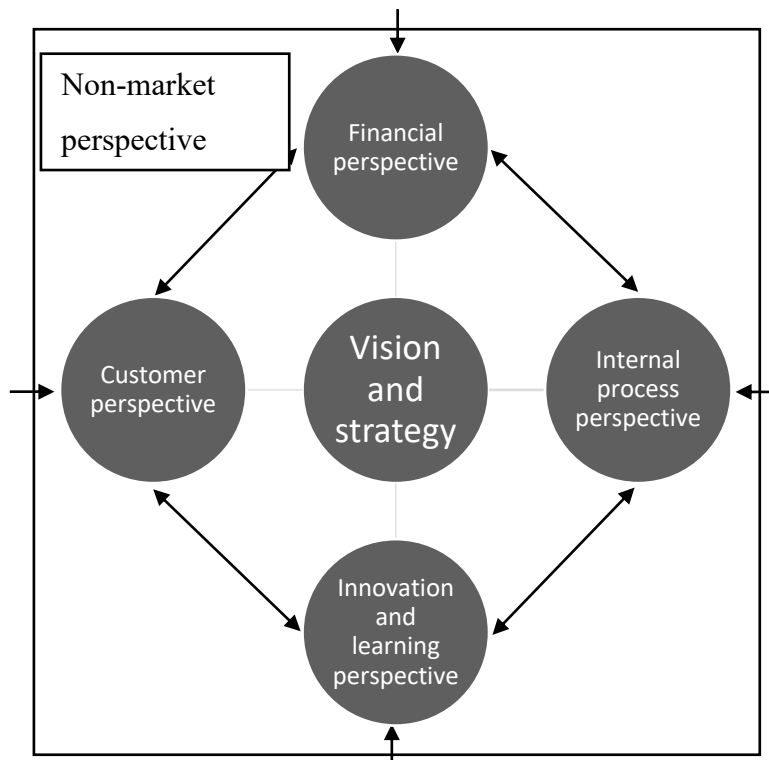 Non-market
perspective
Financial
perspective
Customer
perspective
Vision
and
strategy
Internal
process
perspective
Innovation
and
learning
perspective